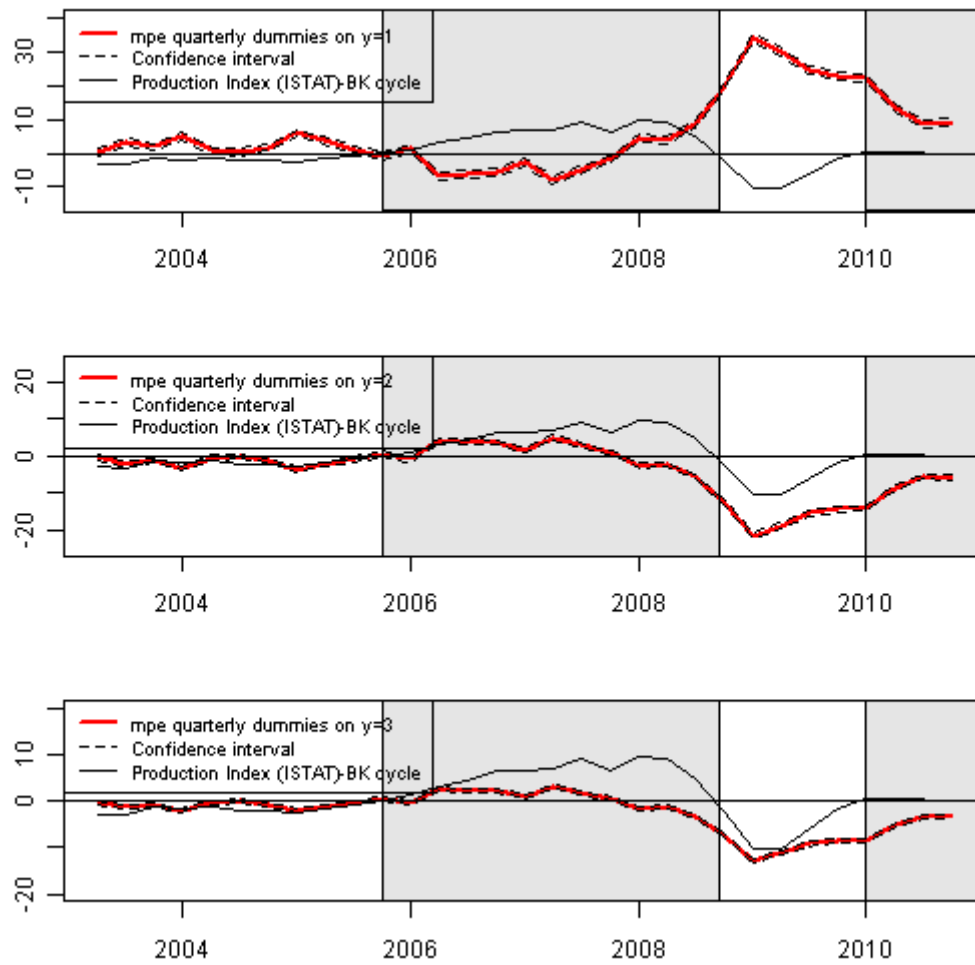 30
10
-10
mpe quarterly dummies on y=1
Confidence interval
Production Index (ISTAT)-BK cycle
2004 2006 2008 2010
20
0
-20
mpe quarterly dummies on y=2
Confidence interval
Production Index (ISTAT)-BK cycle
2004 2006 2008 2010
10
0
-20
mpe quarterly dummies on y=3
Confidence interval
Production Index (ISTAT)-BK cycle
2004 2006 2008 2010